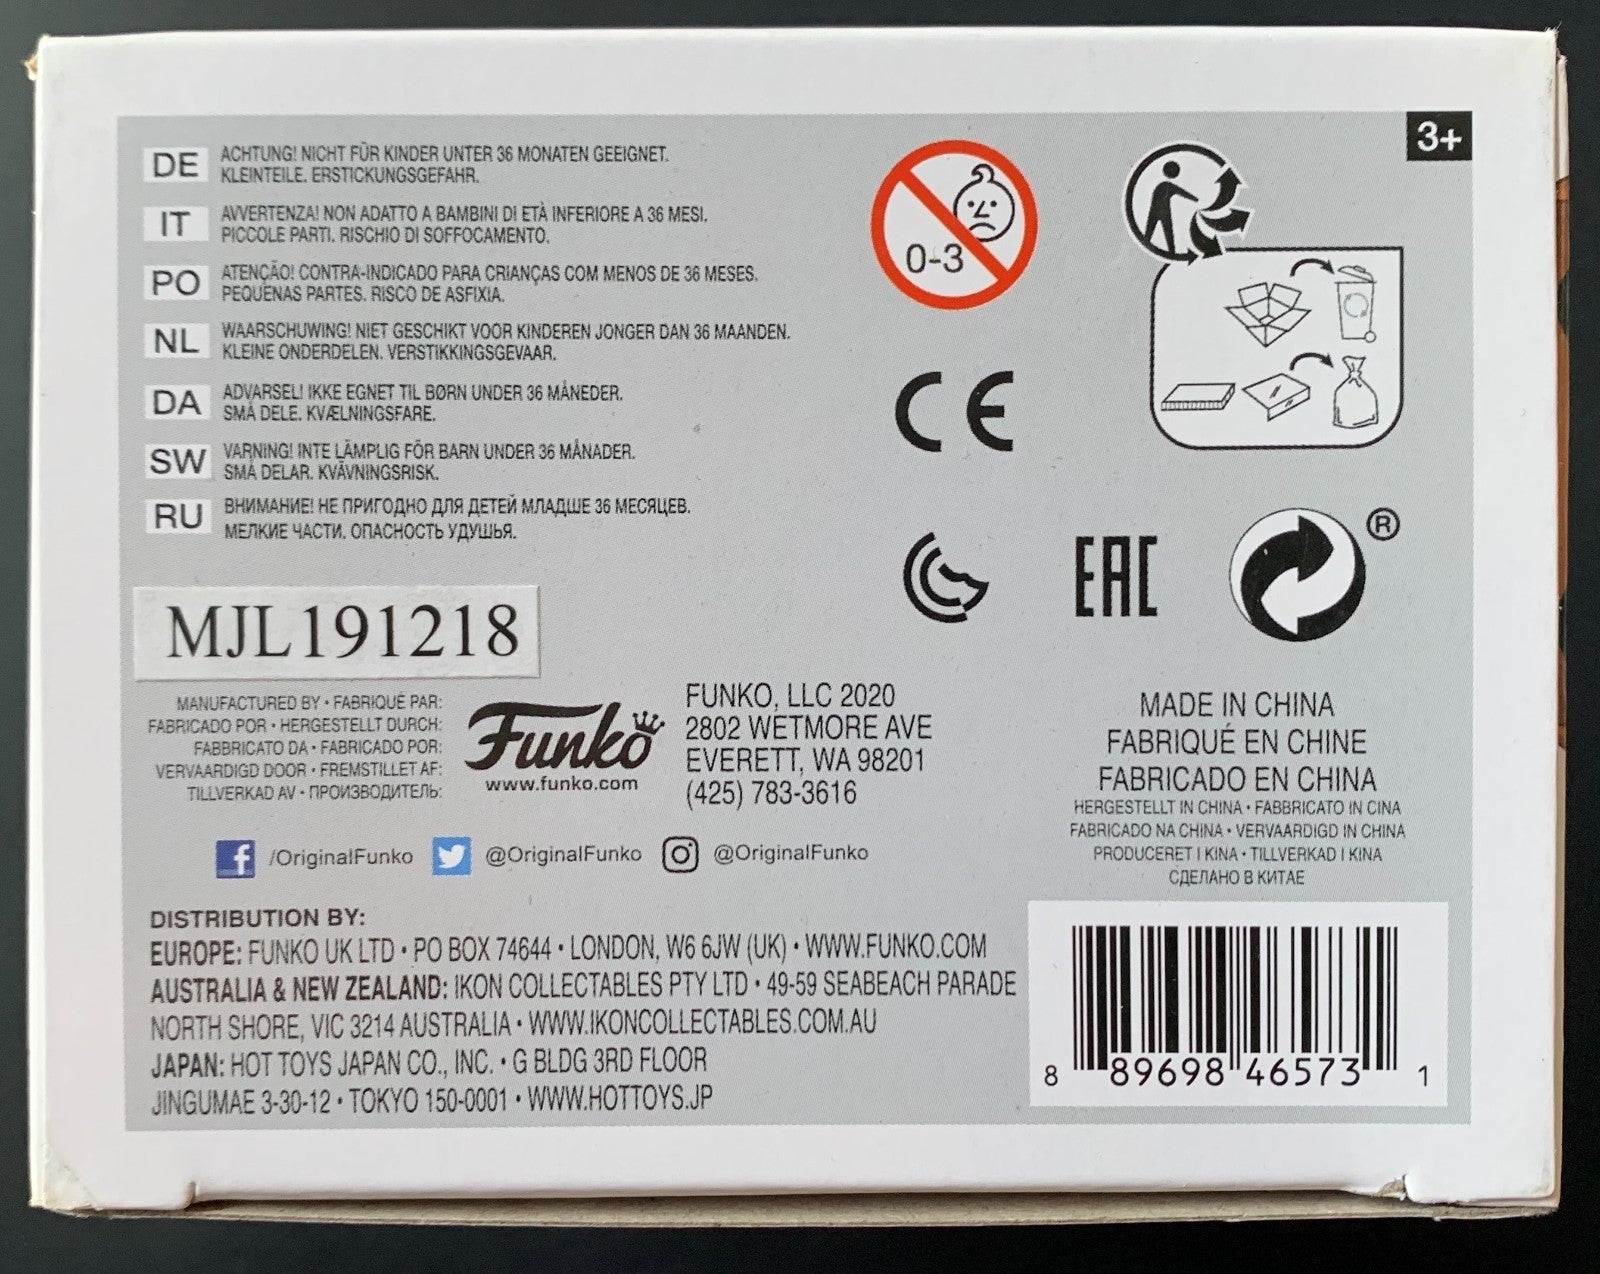 3+
DE ACHTUNG! NICHT FÜR KINDER UNTER 36 MONATEN GEEIGNET.
KLEINTEILE. ERSTICKUNGSGEFAHR.
IT AVVERTENZA! NON ADATTO A BAMBINI DI ETÀ INFERIORE A 36 MESI.
PICCOLE PARTI. RISCHIO DI SOFFOCAMENTO.
PO ATENÇÃO! CONTRA-INDICADO PARA CRIANÇAS COM MENOS DE 36 MESES.
PEQUENAS PARTES. RISCO DE ASFIXIA.
NL WAARSCHUWING! NIET GESCHIKT VOOR KINDEREN JONGER DAN 36 MAANDEN.
KLEINE ONDERDELEN. VERSTIKKINGSGEVAAR.
DA ADVARSEL! IKKE EGNET TIL BØRN UNDER 36 MÅNEDER.
SMÅ DELE. KVÆLNINGSFARE.
SW VARNING! INTE LÄMPLIG FÖR BARN UNDER 36 MÅNADER.
SMÅ DELAR. KVÄVNINGSRISK.
RU ВНИМАНИЕ! НЕ ПРИГОДНО ДЛЯ ДЕТЕЙ МЛАДШЕ 36 МЕСЯЦЕВ.
МЕЛКИЕ ЧАСТИ. ОПАСНОСТЬ УДУШЬЯ.
0-3
CE
EAC
®
MJL191218
MANUFACTURED BY • FABRIQUÉ PAR:
FABRICADO POR • HERGESTELLT DURCH:
FABBRICATO DA • FABRICADO POR:
VERVAARDIGD DOOR • FREMSTILLET AF:
TILLVERKAD AV • ПРОИЗВОДИТЕЛЬ:
Funko
www.funko.com
FUNKO, LLC 2020
2802 WETMORE AVE
EVERETT, WA 98201
(425) 783-3616
MADE IN CHINA
FABRIQUÉ EN CHINE
FABRICADO EN CHINA
HERGESTELLT IN CHINA • FABBRICATO IN CINA
FABRICADO NA CHINA • VERVAARDIGD IN CHINA
PRODUCERET I KINA • TILLVERKAD I KINA
СДЕЛАНО В КИТАЕ
f /OriginalFunko @OriginalFunko @OriginalFunko
DISTRIBUTION BY:
EUROPE: FUNKO UK LTD • PO BOX 74644 • LONDON, W6 6JW (UK) • WWW.FUNKO.COM
AUSTRALIA & NEW ZEALAND: IKON COLLECTABLES PTY LTD • 49-59 SEABEACH PARADE
NORTH SHORE, VIC 3214 AUSTRALIA • WWW.IKONCOLLECTABLES.COM.AU
JAPAN: HOT TOYS JAPAN CO., INC. • G BLDG 3RD FLOOR
JINGUMAE 3-30-12 • TOKYO 150-0001 • WWW.HOTTOYS.JP
8 89698 46573 1